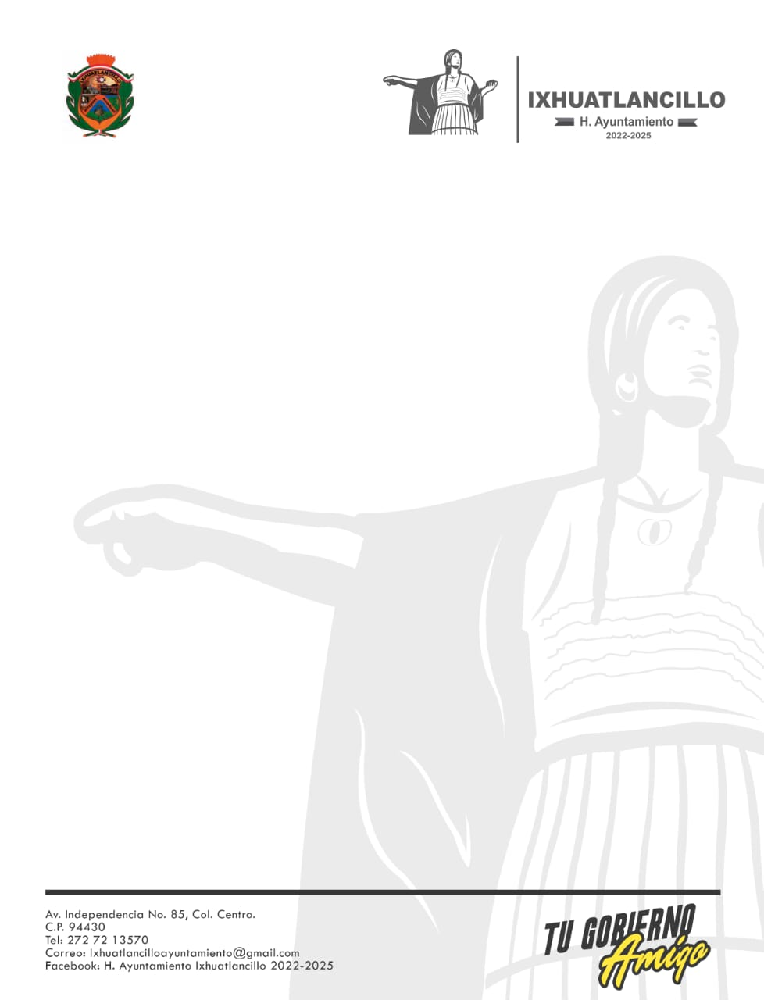 IXHUATLANCILLO
IXHUATLANCILLO
H. Ayuntamiento
2022-2025
Av. Independencia No. 85, Col. Centro.
C.P. 94430
Tel: 272 72 13570
Correo: Ixhuatlancilloayuntamiento@gmail.com
Facebook: H. Ayuntamiento Ixhuatlancillo 2022-2025
TU GOBIERNO
Amigo